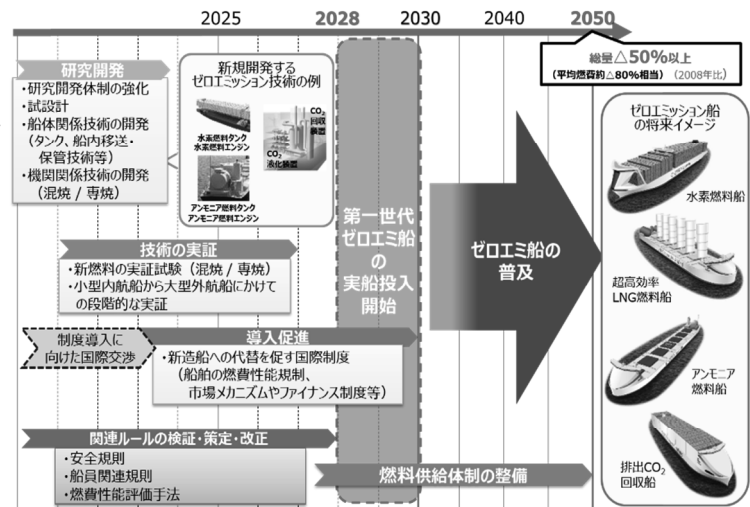 2025
2028
2030
2040
2050
総量△50%以上
(平均燃費約△80%相当)（2008年比）
研究開発
・研究開発体制の強化
・試設計
・船体関係技術の開発
（タンク、船内移送・
保管技術等）
・機関関係技術の開発
（混焼 / 専焼）
新規開発する
ゼロエミッション技術の例
水素燃料タンク
水素燃料エンジン
CO2
回収
装置
CO2
液化装置
アンモニア燃料タンク
アンモニア燃料エンジン
技術の実証
・新燃料の実証試験（混焼 / 専焼）
・小型内航船から大型外航船にかけて
の段階的な実証
制度導入に
向けた国際交渉
導入促進
・新造船への代替を促す国際制度
（船舶の燃費性能規制、
市場メカニズムやファイナンス制度等）
関連ルールの検証・策定・改正
・安全規則
・船員関連規則
・燃費性能評価手法
第一世代
ゼロエミ船
の
実船投入
開始
ゼロエミ船の
普及
燃料供給体制の整備
ゼロエミッション船
の将来イメージ
水素燃料船
超高効率
LNG燃料船
アンモニア
燃料船
排出CO2
回収船